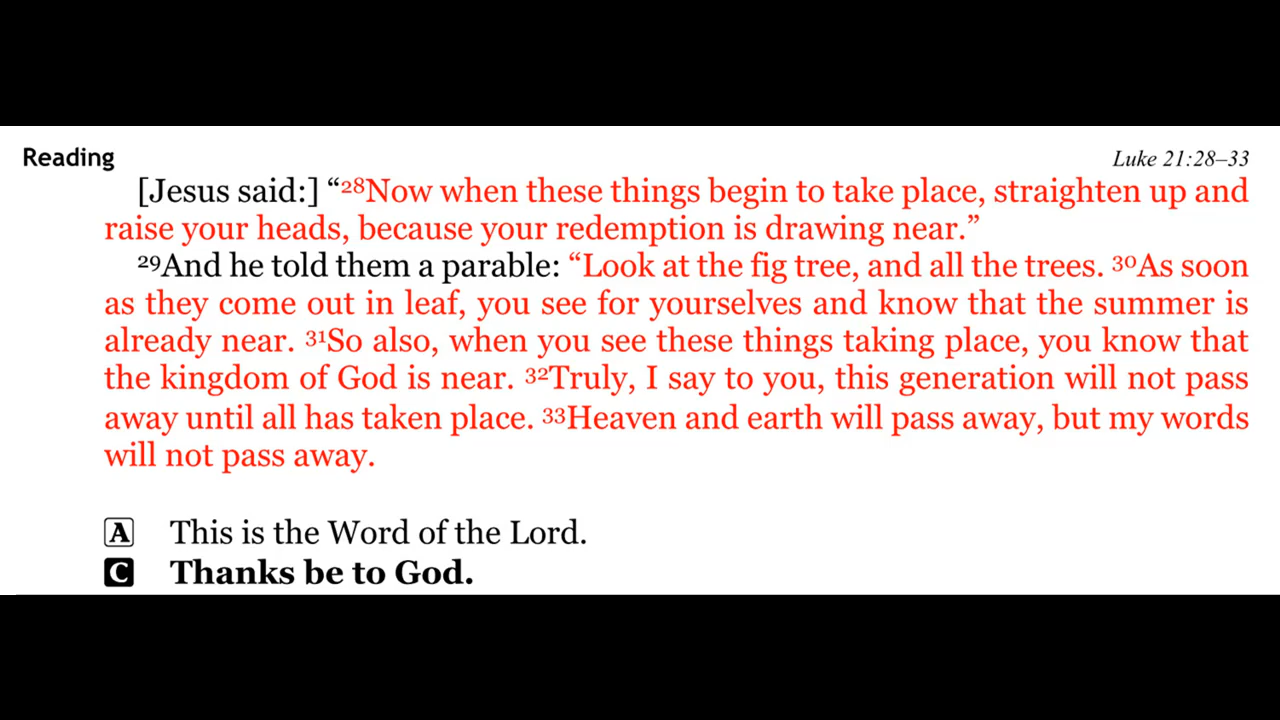 Reading Luke 21:28–33
[Jesus said:] “²⁸Now when these things begin to take place, straighten up and
raise your heads, because your redemption is drawing near.”
²⁹And he told them a parable: “Look at the fig tree, and all the trees. ³⁰As soon
as they come out in leaf, you see for yourselves and know that the summer is
already near. ³¹So also, when you see these things taking place, you know that
the kingdom of God is near. ³²Truly, I say to you, this generation will not pass
away until all has taken place. ³³Heaven and earth will pass away, but my words
will not pass away.
A This is the Word of the Lord.
C Thanks be to God.